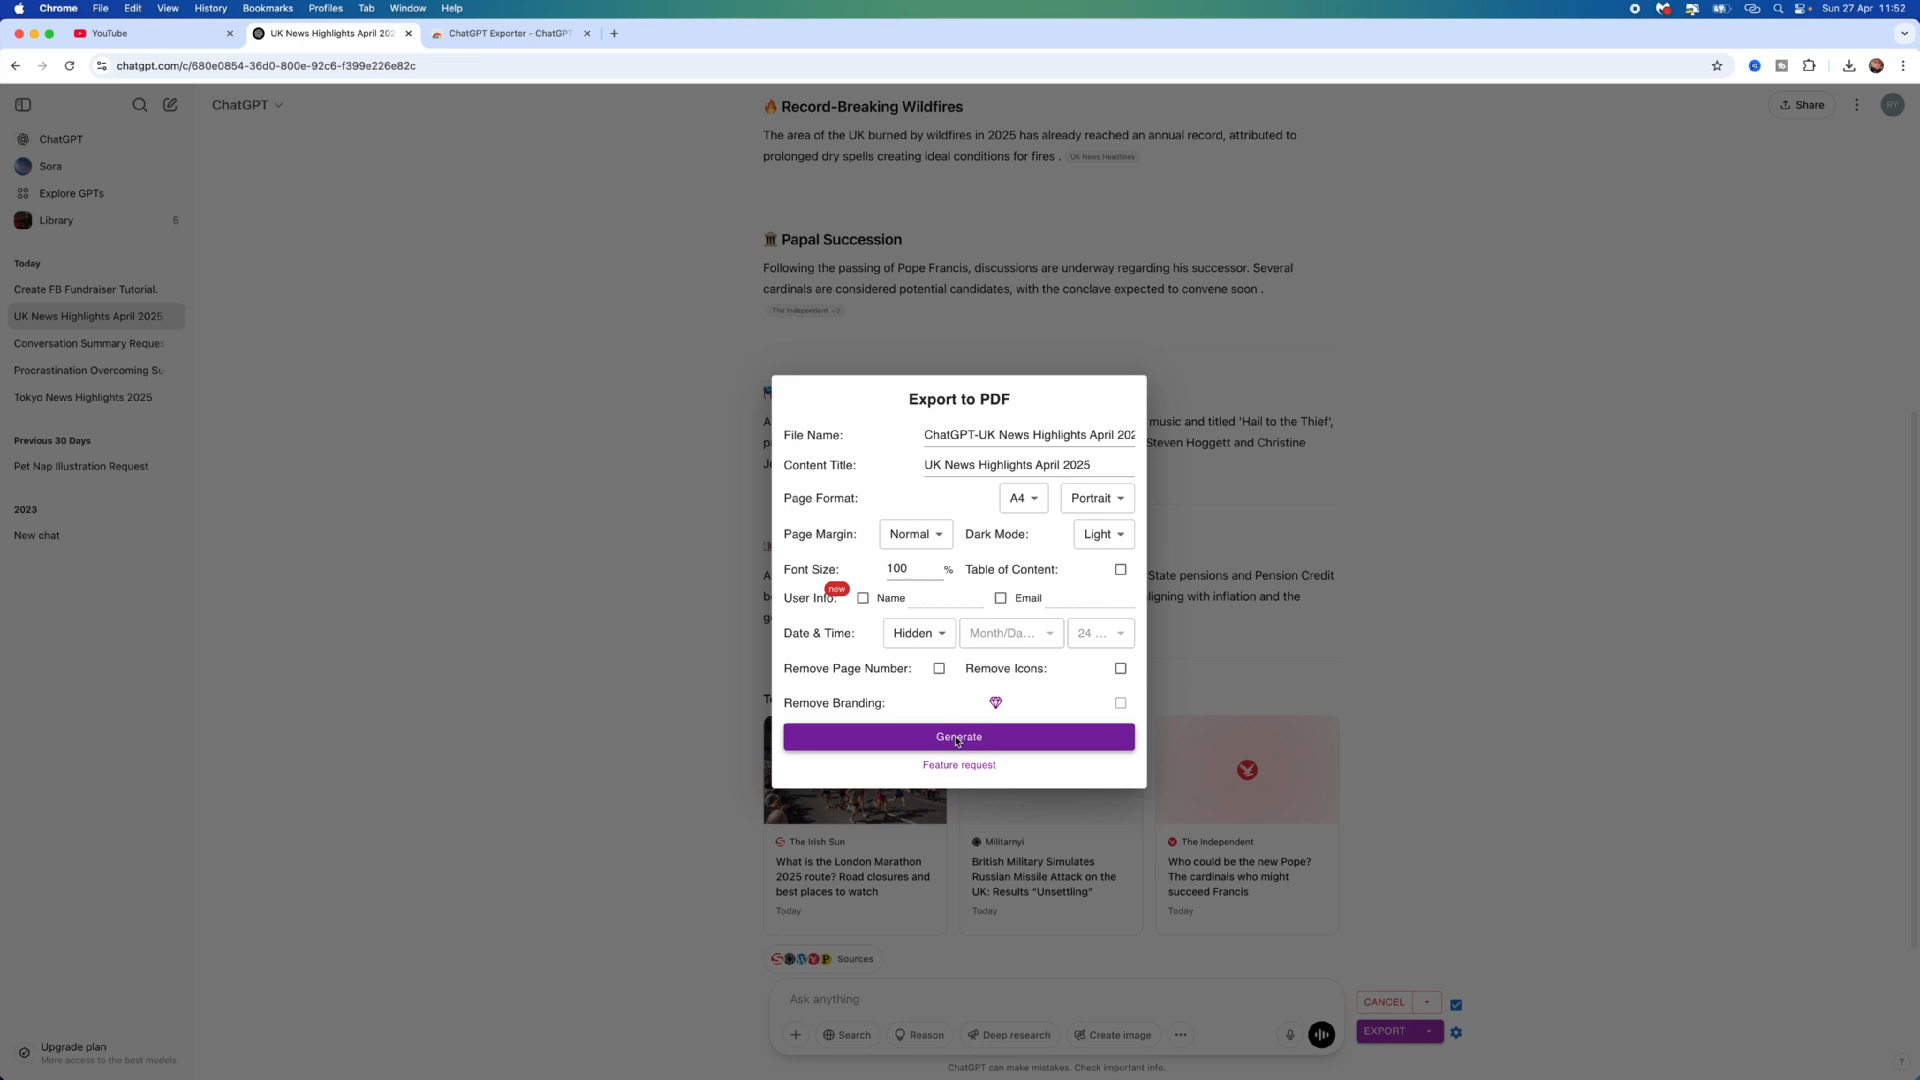 Chrome File Edit View History Bookmarks Profiles Tab Window Help Sun 27 Apr 11:52
YouTube UK News Highlights April 202 ChatGPT Exporter - ChatGPT
chatgpt.com/c/680e0854-36d0-800e-92c6-f399e226e82c
ChatGPT
Share
RY
ChatGPT
Sora
Explore GPTs
Library 5
Today
Create FB Fundraiser Tutorial.
UK News Highlights April 2025
Conversation Summary Reques
Procrastination Overcoming Su
Tokyo News Highlights 2025
Previous 30 Days
Pet Nap Illustration Request
2023
New chat
Upgrade plan
More access to the best models
🔥 Record-Breaking Wildfires
The area of the UK burned by wildfires in 2025 has already reached an annual record, attributed to
prolonged dry spells creating ideal conditions for fires . UK News Headlines
🏛 Papal Succession
Following the passing of Pope Francis, discussions are underway regarding his successor. Several
cardinals are considered potential candidates, with the conclave expected to convene soon .
The Independent +3
music and titled 'Hail to the Thief',
Steven Hoggett and Christine
State pensions and Pension Credit
ligning with inflation and the
Export to PDF
File Name: ChatGPT-UK News Highlights April 202
Content Title: UK News Highlights April 2025
Page Format: A4 Portrait
Page Margin: Normal Dark Mode: Light
Font Size: 100 % Table of Content:
new
User Info: Name Email
Date & Time: Hidden Month/Da... 24 ...
Remove Page Number: Remove Icons:
Remove Branding:
Generate
Feature request
The Irish Sun
What is the London Marathon
2025 route? Road closures and
best places to watch
Today
Militarnyi
British Military Simulates
Russian Missile Attack on the
UK: Results "Unsettling"
Today
The Independent
Who could be the new Pope?
The cardinals who might
succeed Francis
Today
Sources
Ask anything
Search Reason Deep research Create image
CANCEL
EXPORT
ChatGPT can make mistakes. Check important info.
?